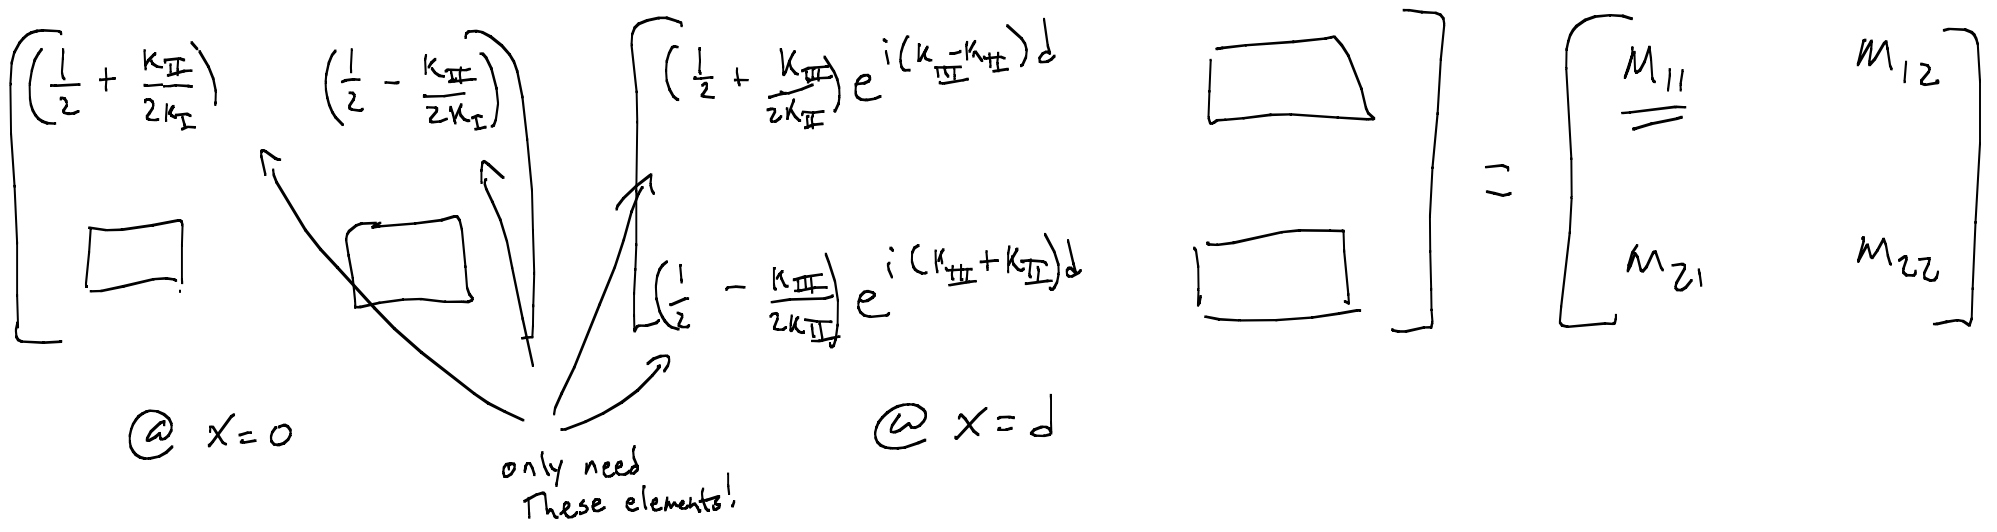 [ (1/2 + K_II/2K_I) (1/2 - K_II/2K_I) ] [ (1/2 + K_III/2K_II) e^{i(K_III - K_II)d} □ ] = [ M_11 M_12 ]
[ □ □ ] [ (1/2 - K_III/2K_II) e^{i(K_III + K_II)d} □ ] [ M_21 M_22 ]
@ x=0 @ x=d
only need
These elements!